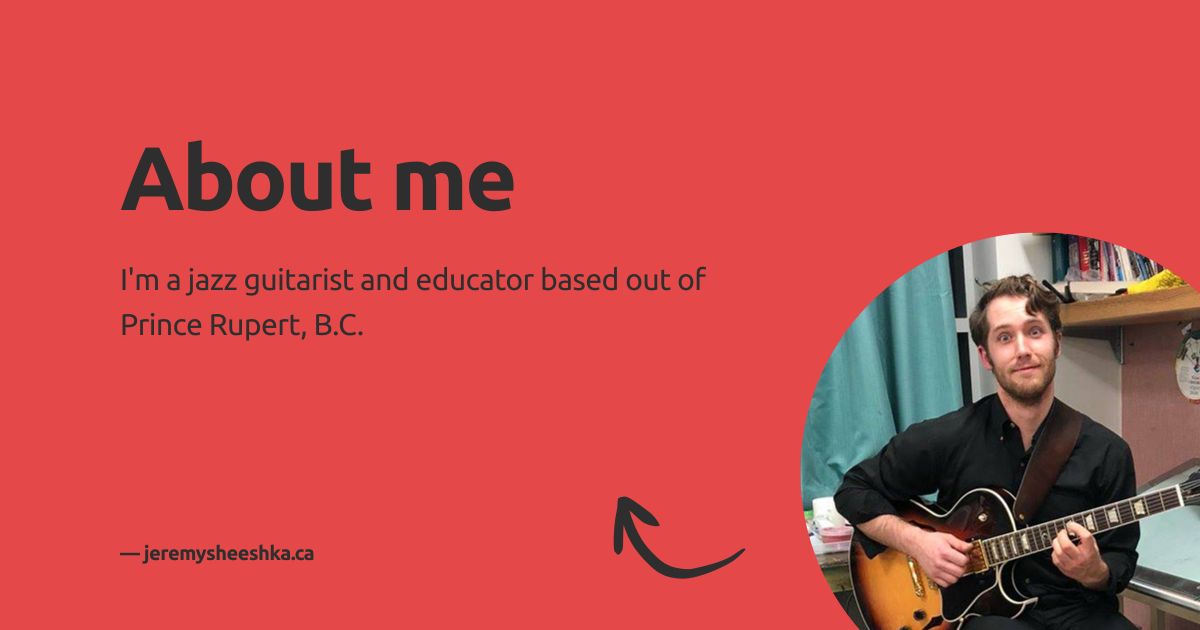 About me
I'm a jazz guitarist and educator based out of
Prince Rupert, B.C.
— jeremysheeshka.ca